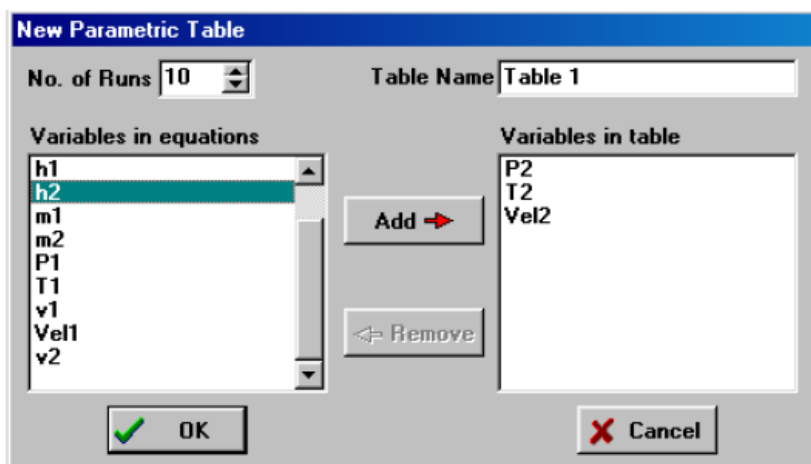 New Parametric Table
No. of Runs 10 Table Name Table 1
Variables in equations
h1
h2
m1
m2
P1
T1
v1
Vel1
v2
Add
Remove
Variables in table
P2
T2
Vel2
OK
Cancel